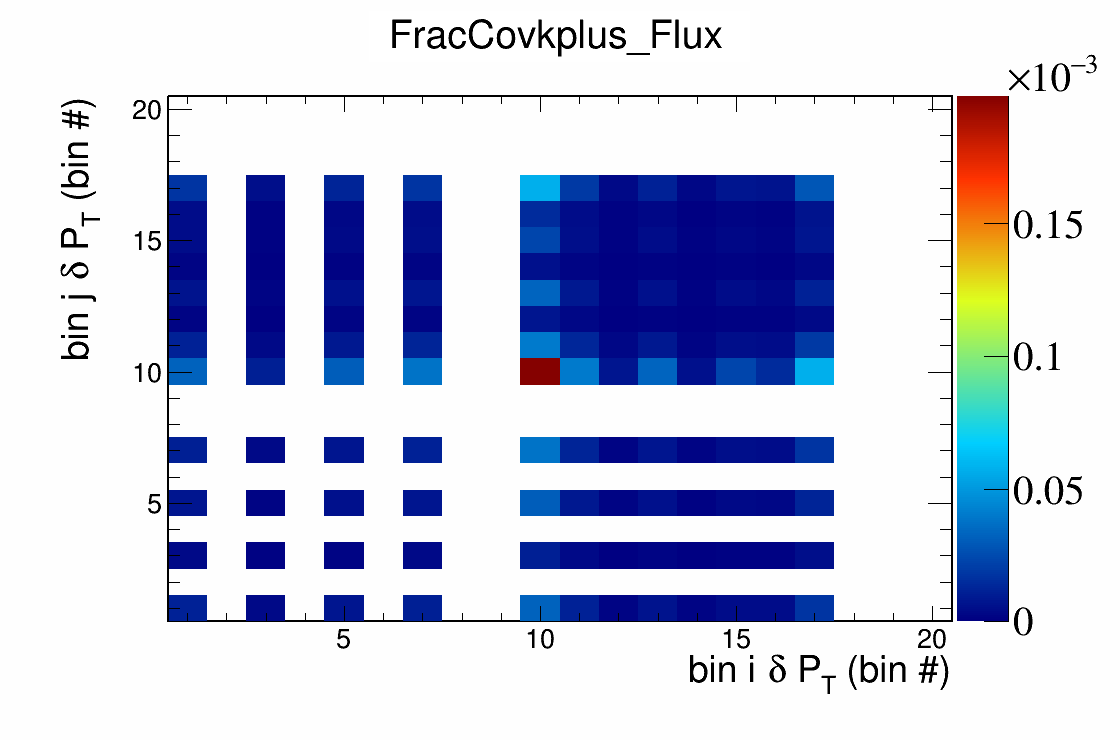 FracCovkplus_Flux
×10⁻³
bin j δ P_T (bin #)
20
15
10
5
0.15
0.1
0.05
0
5 10 15 20
bin i δ P_T (bin #)